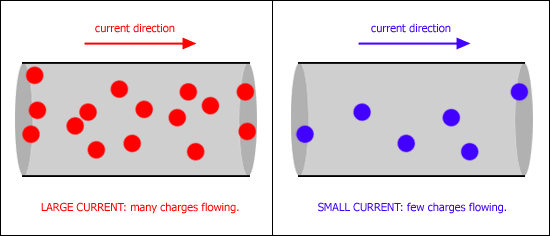 current direction
current direction
LARGE CURRENT: many charges flowing.
SMALL CURRENT: few charges flowing.